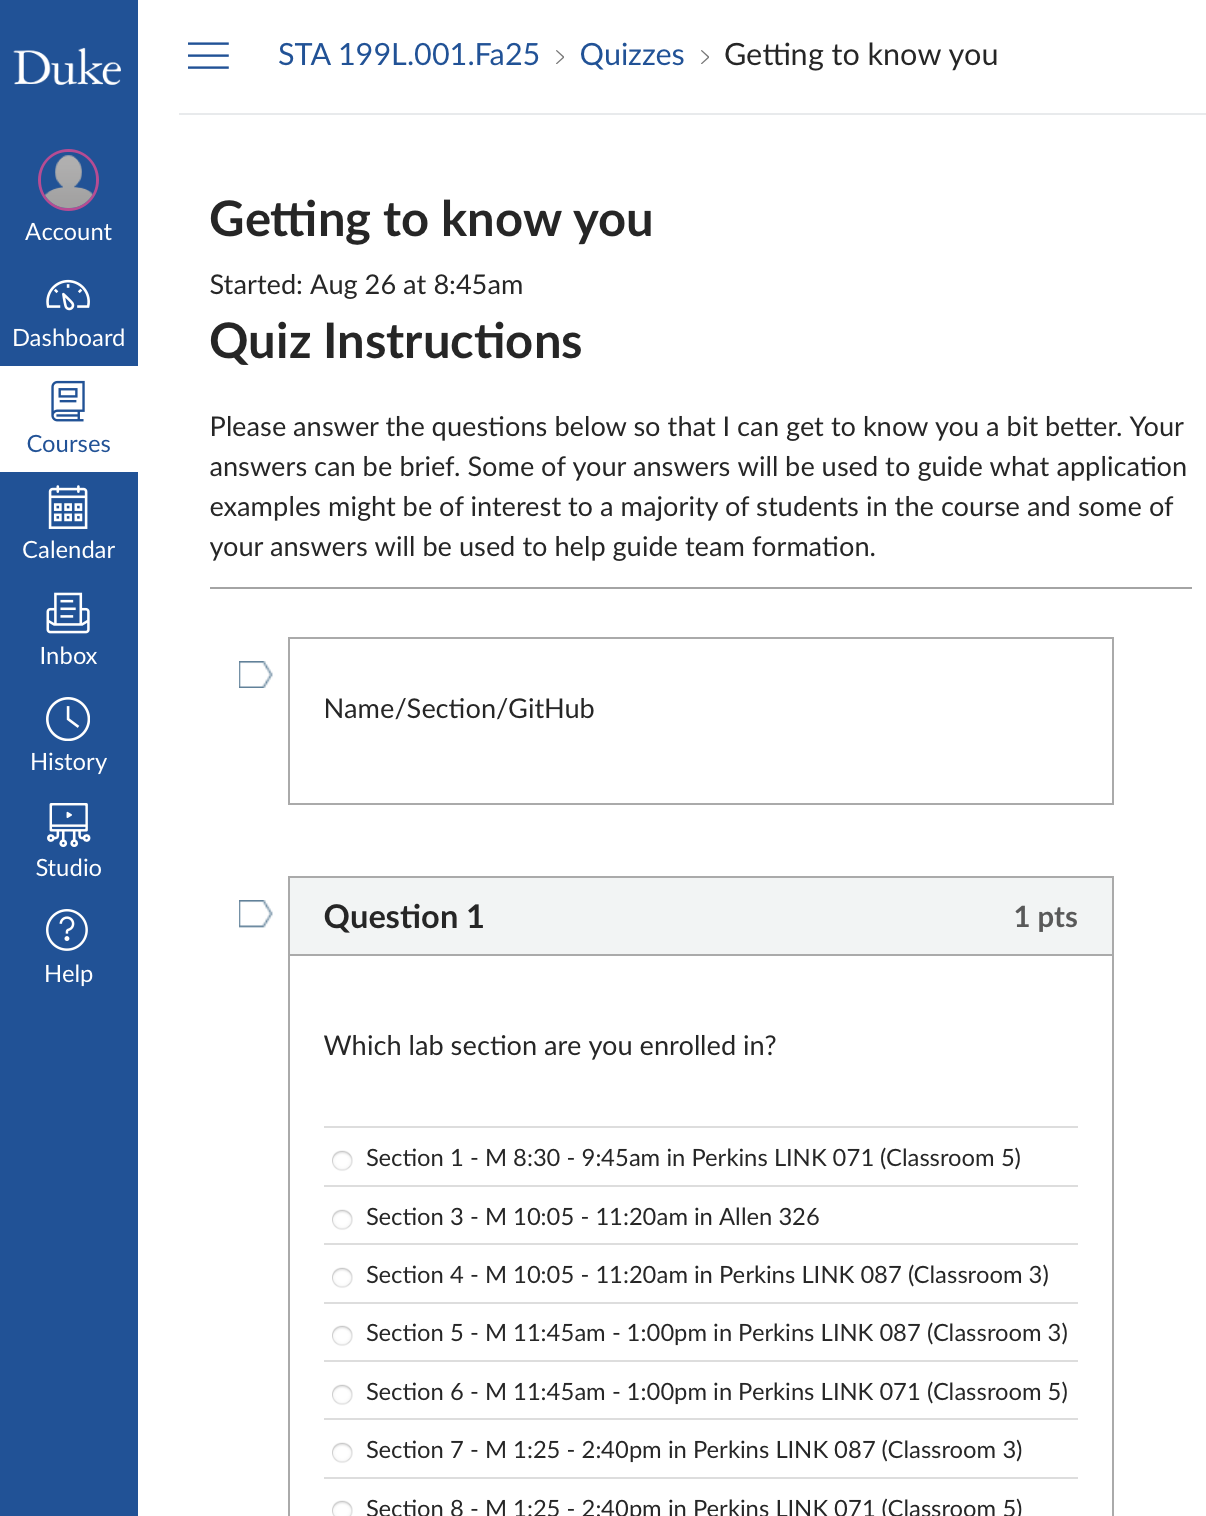 Duke
STA 199L.001.Fa25 > Quizzes > Getting to know you
Account
Dashboard
Courses
Calendar
Inbox
History
Studio
Help
Getting to know you
Started: Aug 26 at 8:45am
Quiz Instructions
Please answer the questions below so that I can get to know you a bit better. Your
answers can be brief. Some of your answers will be used to guide what application
examples might be of interest to a majority of students in the course and some of
your answers will be used to help guide team formation.
Name/Section/GitHub
Question 1 1 pts
Which lab section are you enrolled in?
Section 1 - M 8:30 - 9:45am in Perkins LINK 071 (Classroom 5)
Section 3 - M 10:05 - 11:20am in Allen 326
Section 4 - M 10:05 - 11:20am in Perkins LINK 087 (Classroom 3)
Section 5 - M 11:45am - 1:00pm in Perkins LINK 087 (Classroom 3)
Section 6 - M 11:45am - 1:00pm in Perkins LINK 071 (Classroom 5)
Section 7 - M 1:25 - 2:40pm in Perkins LINK 087 (Classroom 3)
Section 8 - M 1:25 - 2:40pm in Perkins LINK 071 (Classroom 5)